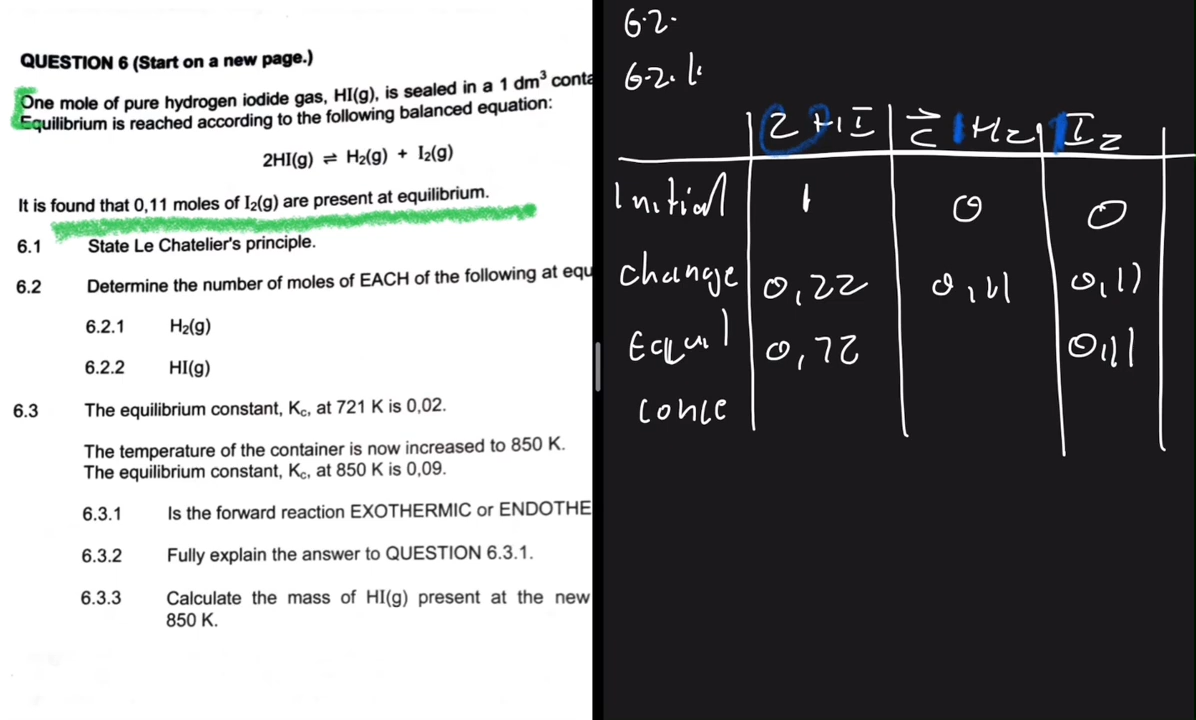 QUESTION 6 (Start on a new page.)
One mole of pure hydrogen iodide gas, HI(g), is sealed in a 1 dm³ conta
Equilibrium is reached according to the following balanced equation:
2HI(g) ⇌ H₂(g) + I₂(g)
It is found that 0,11 moles of I₂(g) are present at equilibrium.
6.1 State Le Chatelier's principle.
6.2 Determine the number of moles of EACH of the following at equ
6.2.1 H₂(g)
6.2.2 HI(g)
6.3 The equilibrium constant, Kc, at 721 K is 0,02.
The temperature of the container is now increased to 850 K.
The equilibrium constant, Kc, at 850 K is 0,09.
6.3.1 Is the forward reaction EXOTHERMIC or ENDOTHE
6.3.2 Fully explain the answer to QUESTION 6.3.1.
6.3.3 Calculate the mass of HI(g) present at the new
850 K.
6.2.
6.2.1.
2HI ⇌ 1H₂ 1I₂
Initial 1 0 0
change 0,22 0,11 0,11
Equil 0,72 0,11
conc